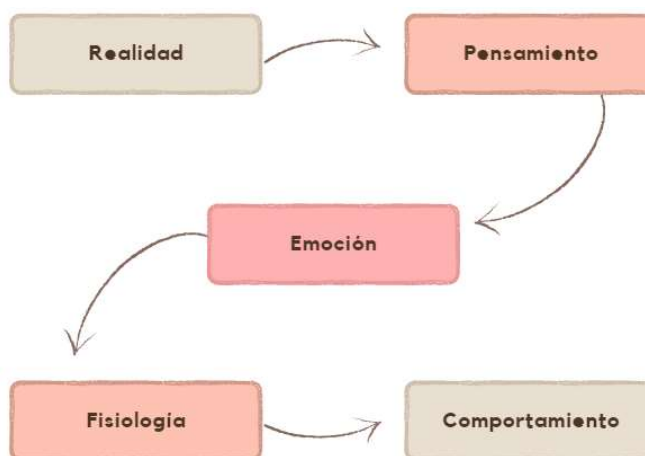 Realidad
Pensamiento
Emoción
Fisiología
Comportamiento